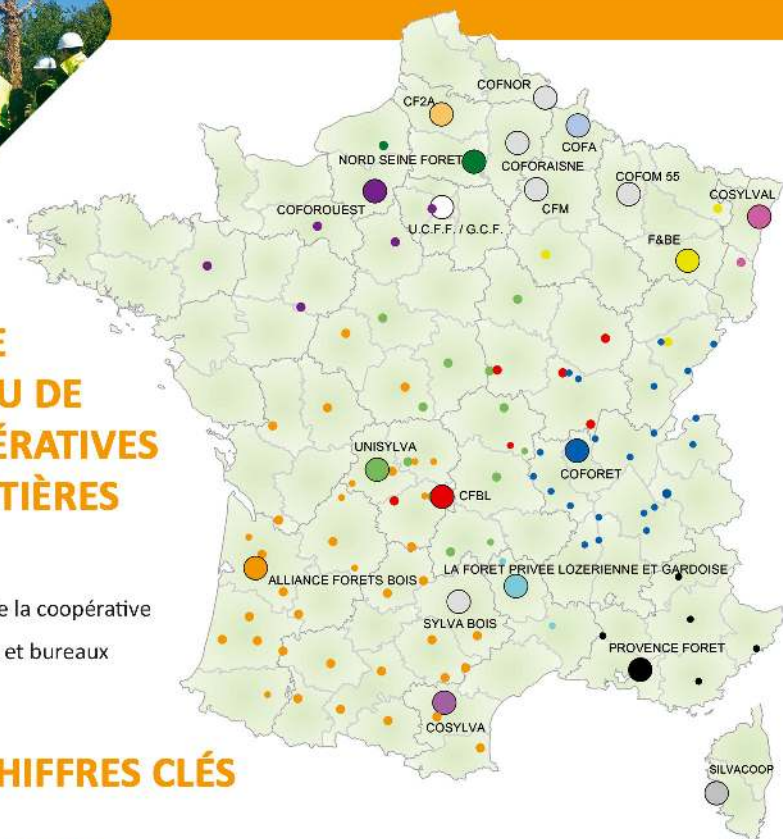 COFNOR
CF2A
COFA
NORD SEINE FORET
COFORAISNE
COFOM 55
COSYLVAL
COFOROUEST
CFM
U.C.F.F. / G.C.F.
F&BE
E
U DE
ÉRATIVES
TIÈRES
UNISYLVA
COFORET
CFBL
LA FORET PRIVEE LOZERIENNE ET GARDOISE
ALLIANCE FORETS BOIS
e la coopérative
SYLVA BOIS
et bureaux
PROVENCE FORET
COSYLVA
HIFFRES CLÉS
SILVACOOP